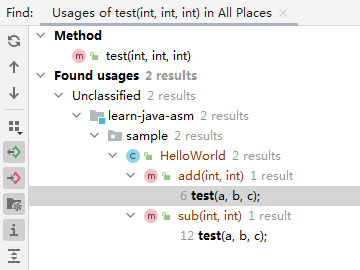 Find: Usages of test(int, int, int) in All Places
Method
m test(int, int, int)
Found usages 2 results
Unclassified 2 results
learn-java-asm 2 results
sample 2 results
C HelloWorld 2 results
m add(int, int) 1 result
6 test(a, b, c);
m sub(int, int) 1 result
12 test(a, b, c);